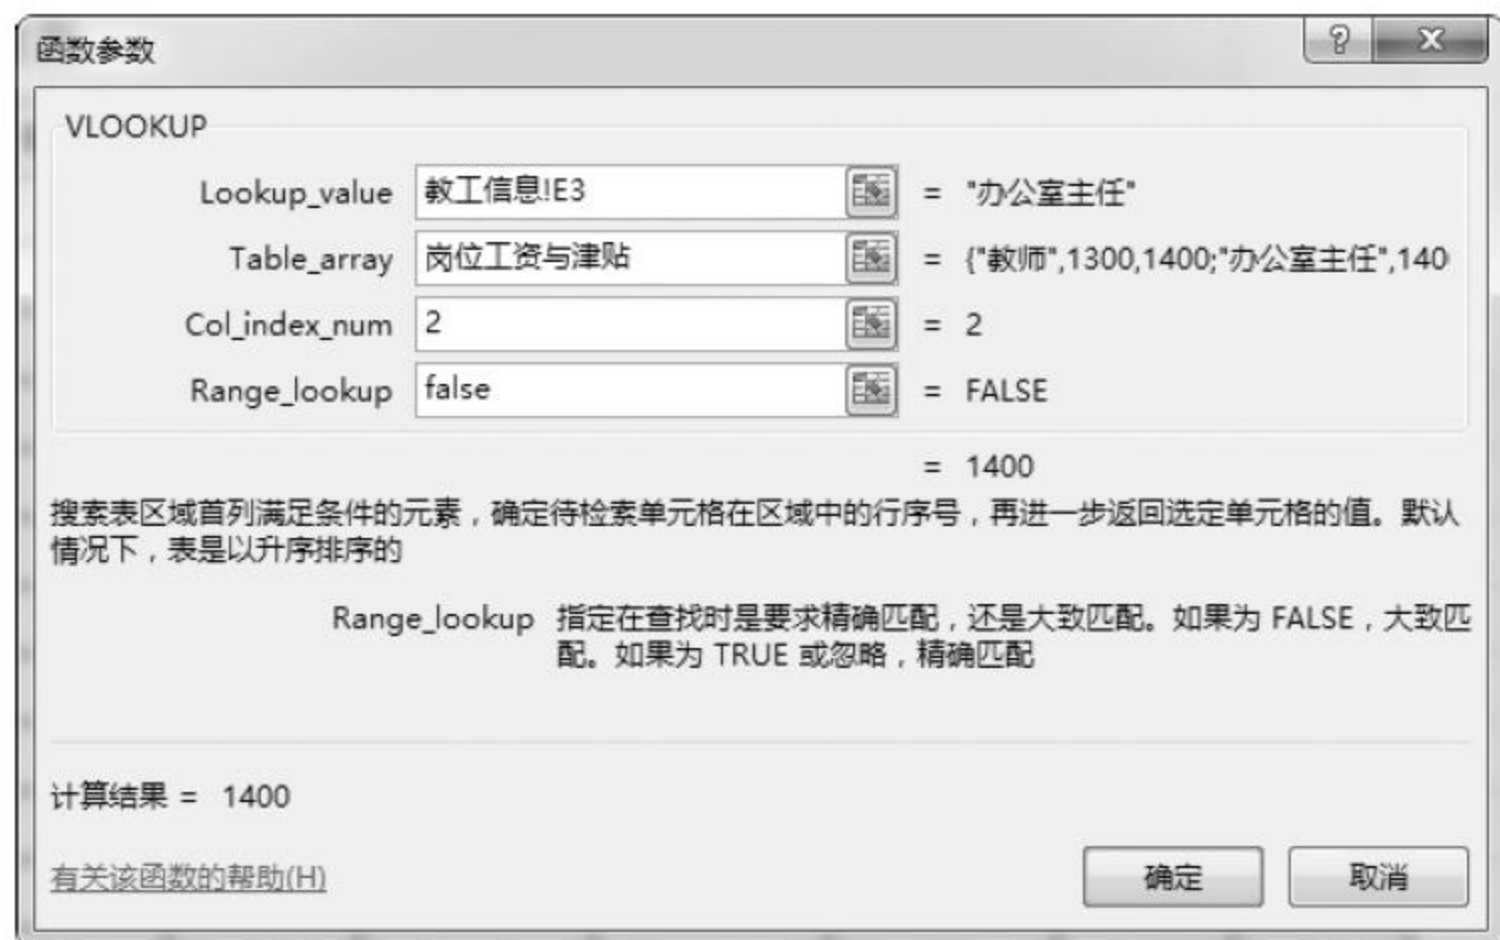 函数参数
VLOOKUP
Lookup_value 教工信息!E3 = "办公室主任"
Table_array 岗位工资与津贴 = {"教师",1300,1400;"办公室主任",140
Col_index_num 2 = 2
Range_lookup false = FALSE
= 1400
搜索表区域首列满足条件的元素，确定待检索单元格在区域中的行序号，再进一步返回选定单元格的值。默认
情况下，表是以升序排序的
Range_lookup 指定在查找时是要求精确匹配，还是大致匹配。如果为 FALSE，大致匹
配。如果为 TRUE 或忽略，精确匹配
计算结果 = 1400
有关该函数的帮助(H)
确定 取消